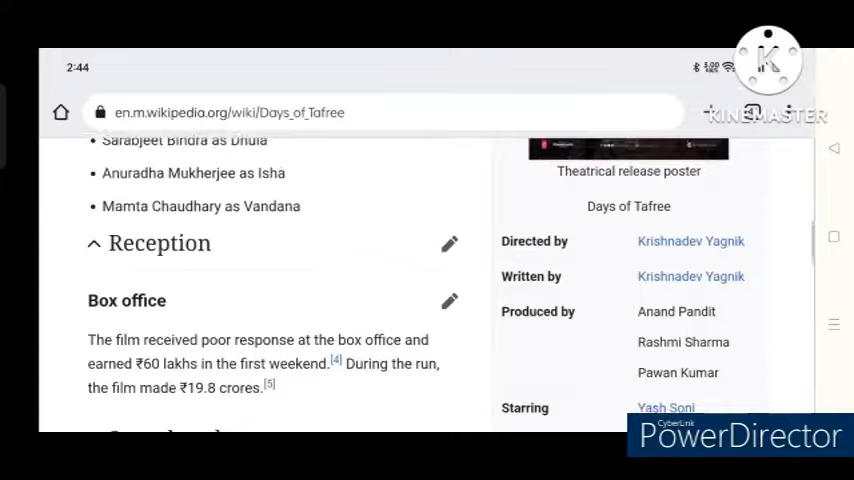 2:44
KINEMASTER
en.m.wikipedia.org/wiki/Days_of_Tafree
Sarabjeet Bindra as Dhula
Anuradha Mukherjee as Isha
Mamta Chaudhary as Vandana
Reception
Box office
The film received poor response at the box office and
earned ₹60 lakhs in the first weekend.[4] During the run,
the film made ₹19.8 crores.[5]
Theatrical release poster
Days of Tafree
Directed by Krishnadev Yagnik
Written by Krishnadev Yagnik
Produced by Anand Pandit
Rashmi Sharma
Pawan Kumar
Starring Yash Soni
CyberLink
PowerDirector